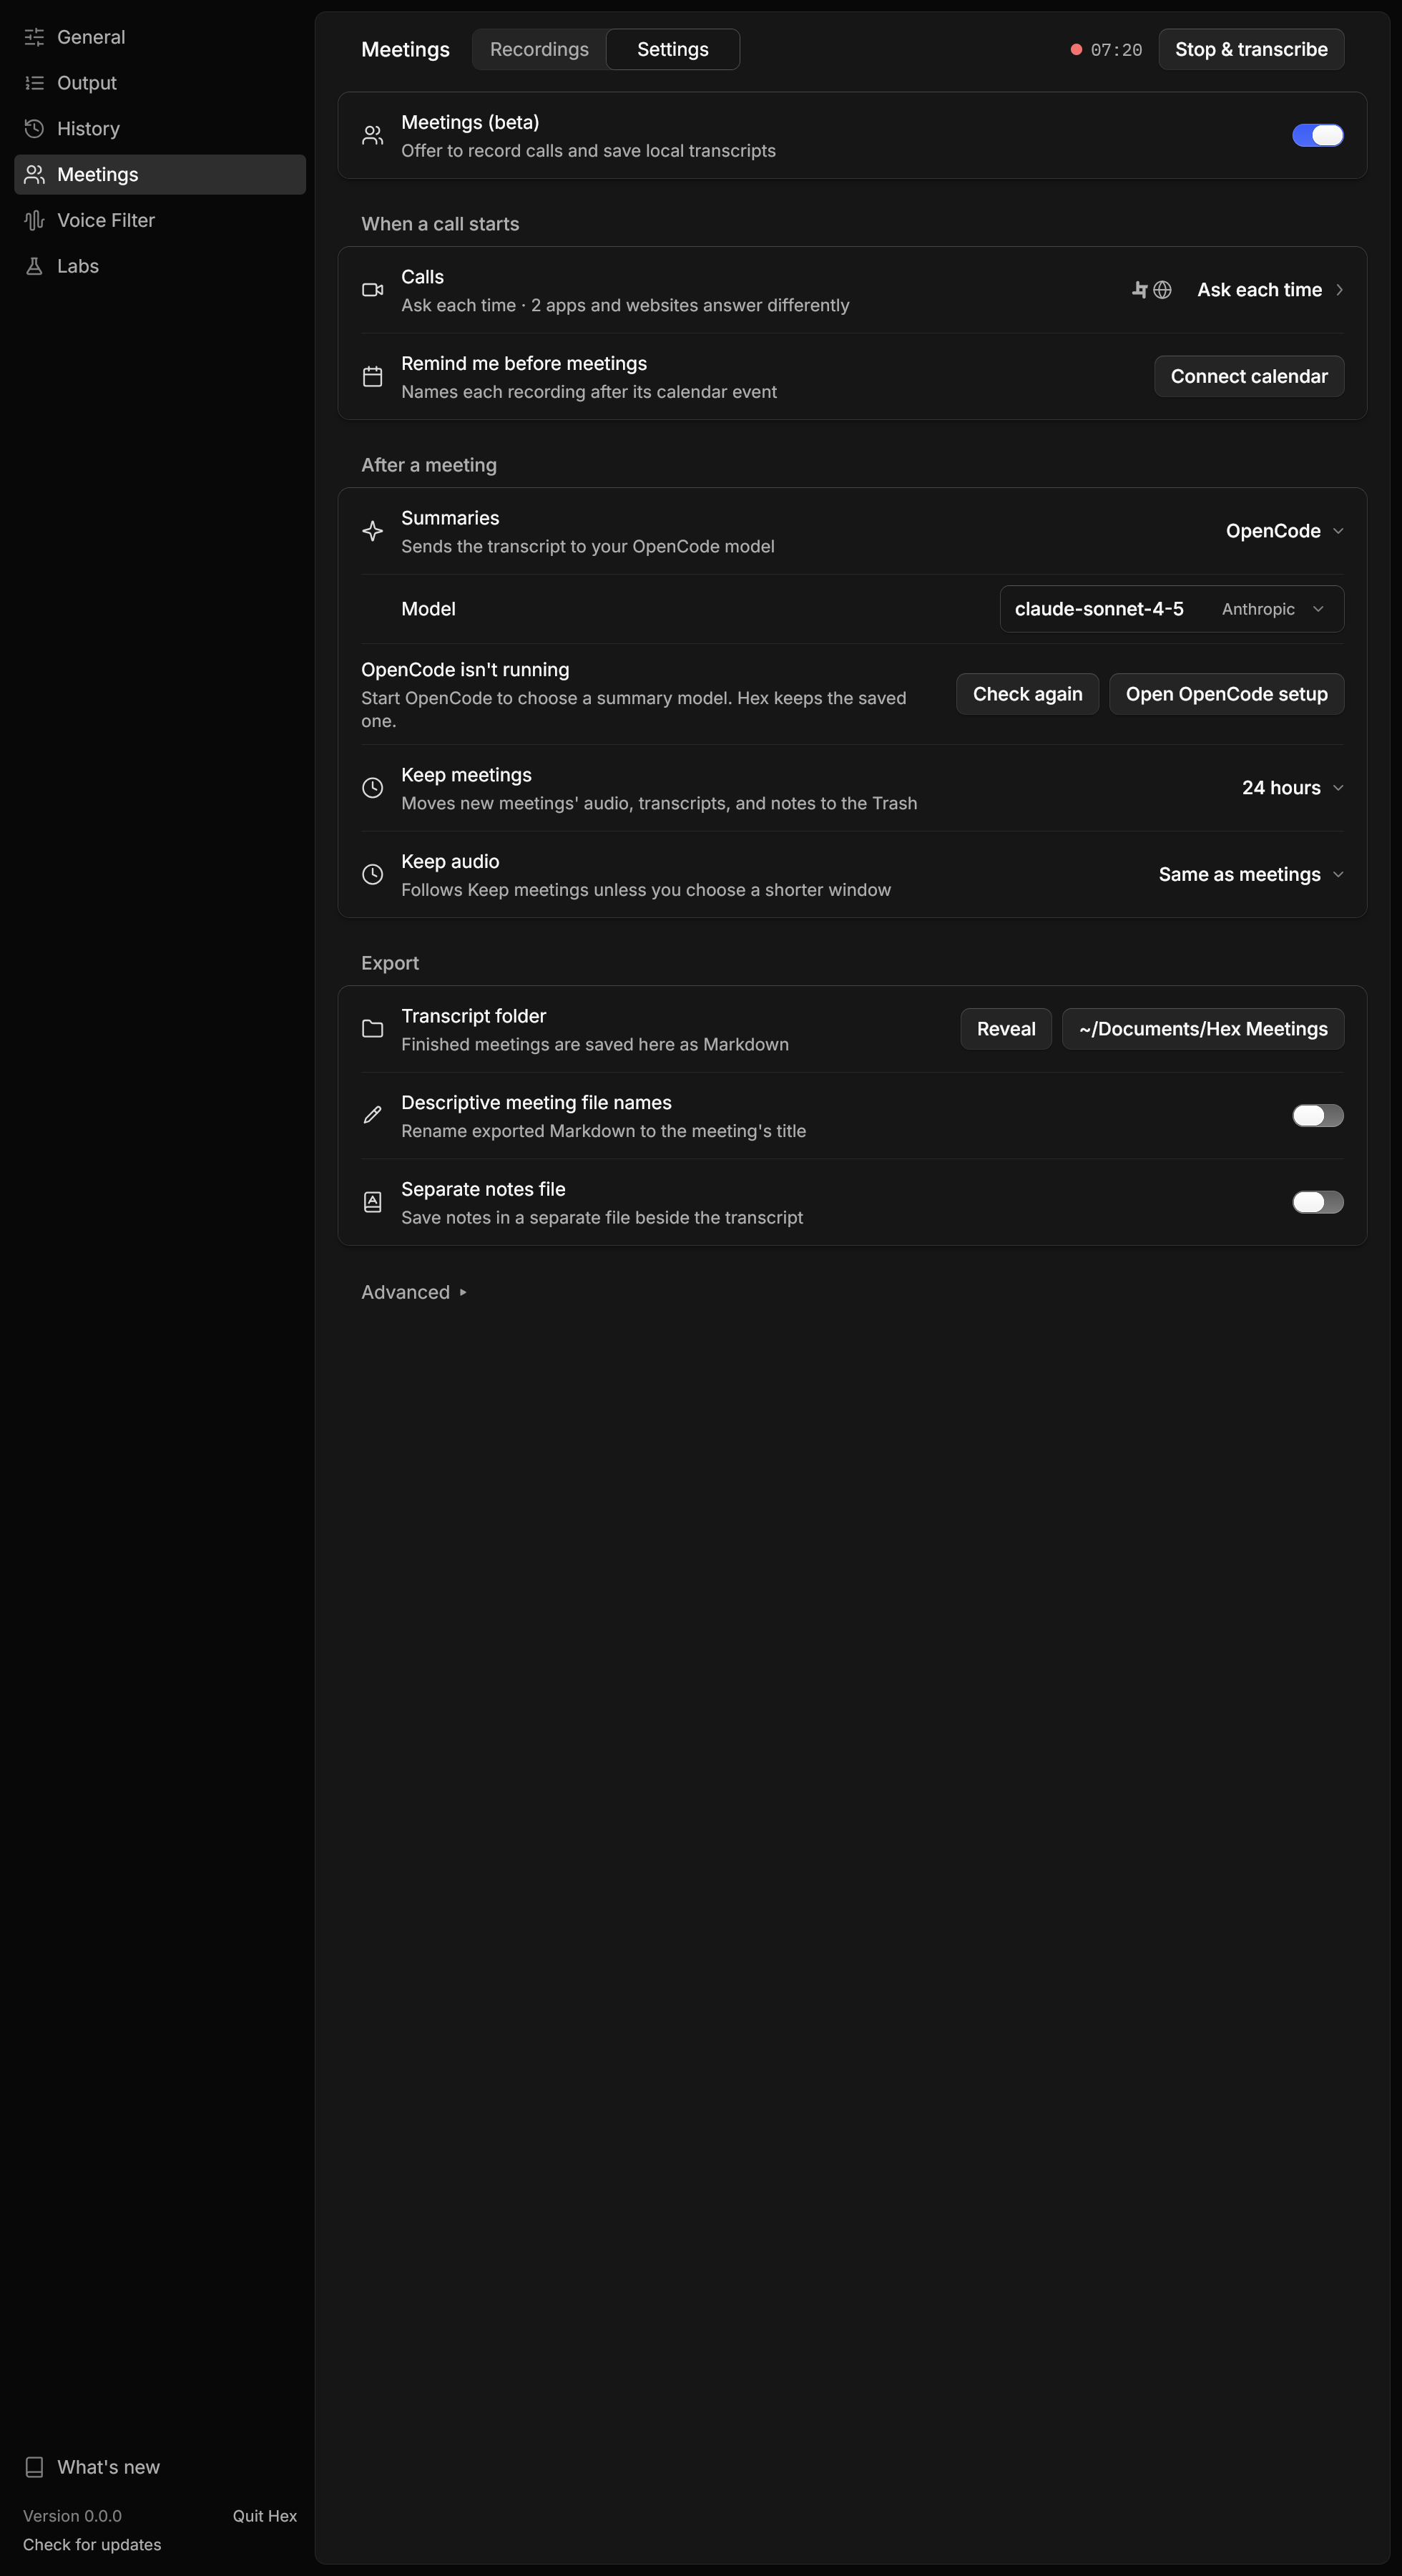 General
Output
History
Meetings
Voice Filter
Labs
Meetings
Recordings
Settings
07:20
Stop & transcribe
Meetings (beta)
Offer to record calls and save local transcripts
When a call starts
Calls
Ask each time · 2 apps and websites answer differently
Ask each time
Remind me before meetings
Names each recording after its calendar event
Connect calendar
After a meeting
Summaries
Sends the transcript to your OpenCode model
OpenCode
Model
claude-sonnet-4-5
Anthropic
OpenCode isn't running
Start OpenCode to choose a summary model. Hex keeps the saved
one.
Check again
Open OpenCode setup
Keep meetings
Moves new meetings' audio, transcripts, and notes to the Trash
24 hours
Keep audio
Follows Keep meetings unless you choose a shorter window
Same as meetings
Export
Transcript folder
Finished meetings are saved here as Markdown
Reveal
~/Documents/Hex Meetings
Descriptive meeting file names
Rename exported Markdown to the meeting's title
Separate notes file
Save notes in a separate file beside the transcript
Advanced
What's new
Version 0.0.0
Quit Hex
Check for updates